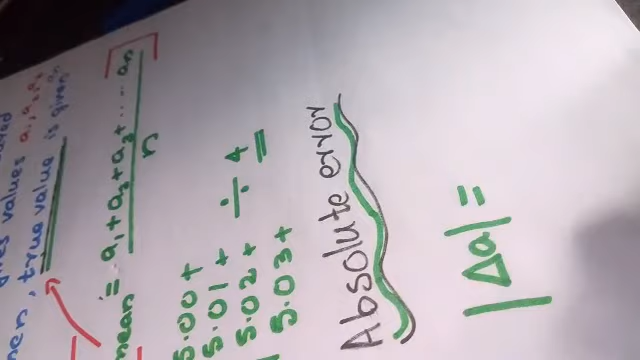 values a₁, a₂, a₃
true value is given
mean = a₁ + a₂ + a₃ + ... aₙ
n
5.00 +
5.01 +
5.02 + ÷ 4 =
5.03 +
Absolute error
|Δa| =